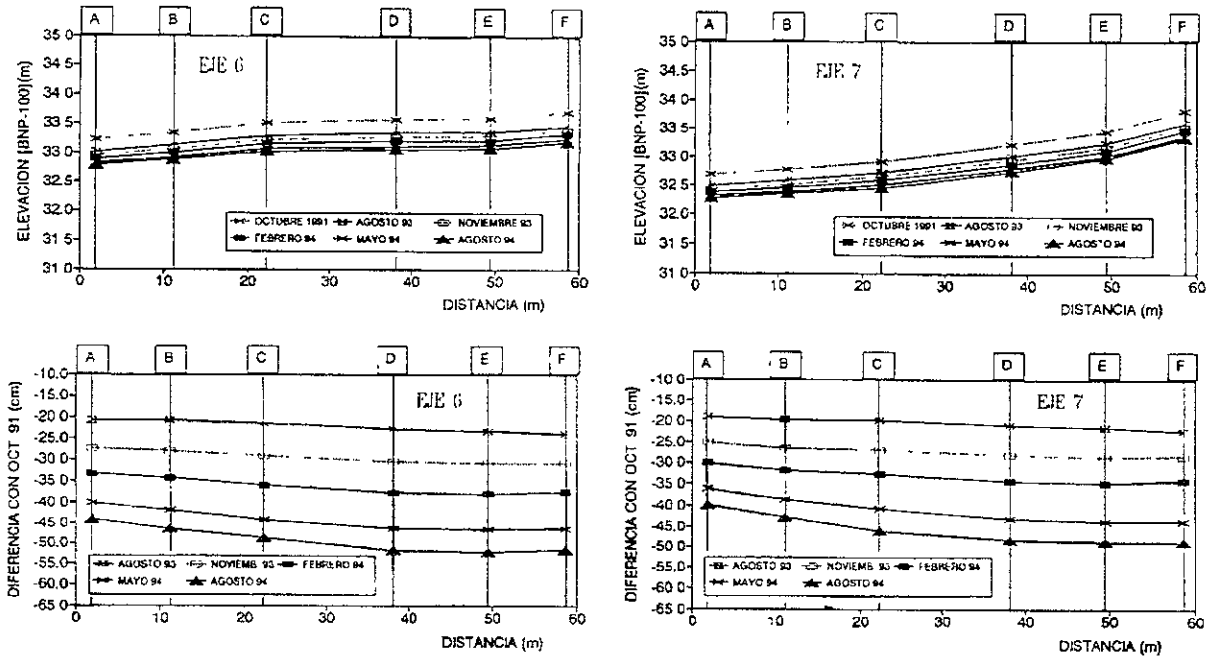 A B C D E F
EJE 6
ELEVACION [BNP-100](m)
35 0
34.5
34.0
33.5
33.0
32.5
32.0
31 5
31 0
OCTUBRE 1991 AGOSTO 93 NOVIEMBRE 93
FEBRERO 94 MAYO 94 AGOSTO 94
0 10 20 30 40 50 60
DISTANCIA (m)
A B C D E F
EJE 7
ELEVACION [BNP-100](m)
35 0
34.5
34.0
33.5
33.0
32.5
32.0
31 5
31 0
OCTUBRE 1991 AGOSTO 93 NOVIEMBRE 93
FEBRERO 94 MAYO 94 AGOSTO 94
0 10 20 30 40 50 60
DISTANCIA (m)
A B C D E F
EJE 6
DIFERENCIA CON OCT 91 (cm)
-10.0
-15 0
-20.0
-25.0
-30.0
-35.0
-40.0
-45.0
-50.0
-55.0
-60.0
-65 0
AGOSTO 93 NOVIEMB. 93 FEBRERO 94
MAYO 94 AGOSTO 94
0 10 20 30 40 50 60
DISTANCIA (m)
A B C D E F
EJE 7
DIFERENCIA CON OCT 91 (cm)
-10 0
-15 0
-20.0
-25.0
-30.0
-35.0
-40.0
-45.0
-50.0
-55.0
-60.0
-65 0
AGOSTO 93 NOVIEMB 93 FEBRERO 94
MAYO 94 AGOSTO 94
0 10 20 30 40 50 60
DISTANCIA (m)